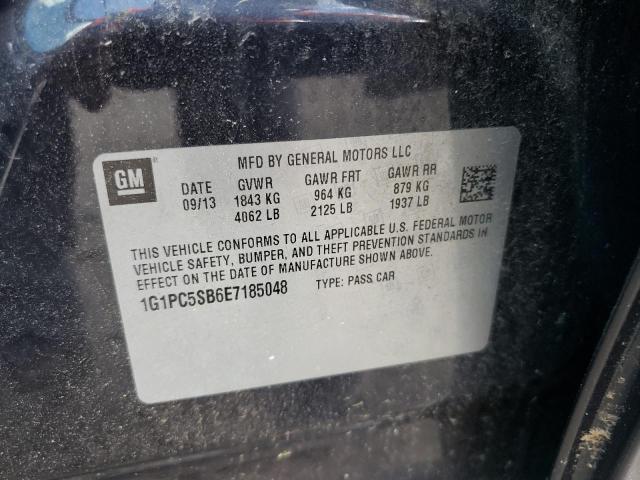 MFD BY GENERAL MOTORS LLC
GM
DATE GVWR GAWR FRT GAWR RR
09/13 1843 KG 964 KG 879 KG
4062 LB 2125 LB 1937 LB
THIS VEHICLE CONFORMS TO ALL APPLICABLE U.S. FEDERAL MOTOR
VEHICLE SAFETY, BUMPER, AND THEFT PREVENTION STANDARDS IN
EFFECT ON THE DATE OF MANUFACTURE SHOWN ABOVE.
1G1PC5SB6E7185048 TYPE: PASS CAR